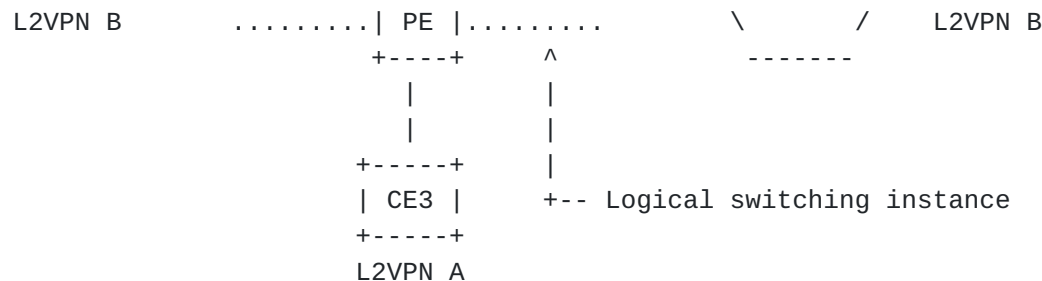 L2VPN B       .........| PE |.........        \       /    L2VPN B
                       +----+     ^            -------
                         |        |
                         |        |
                      +-----+     |
                      | CE3 |     +-- Logical switching instance
                      +-----+
                      L2VPN A